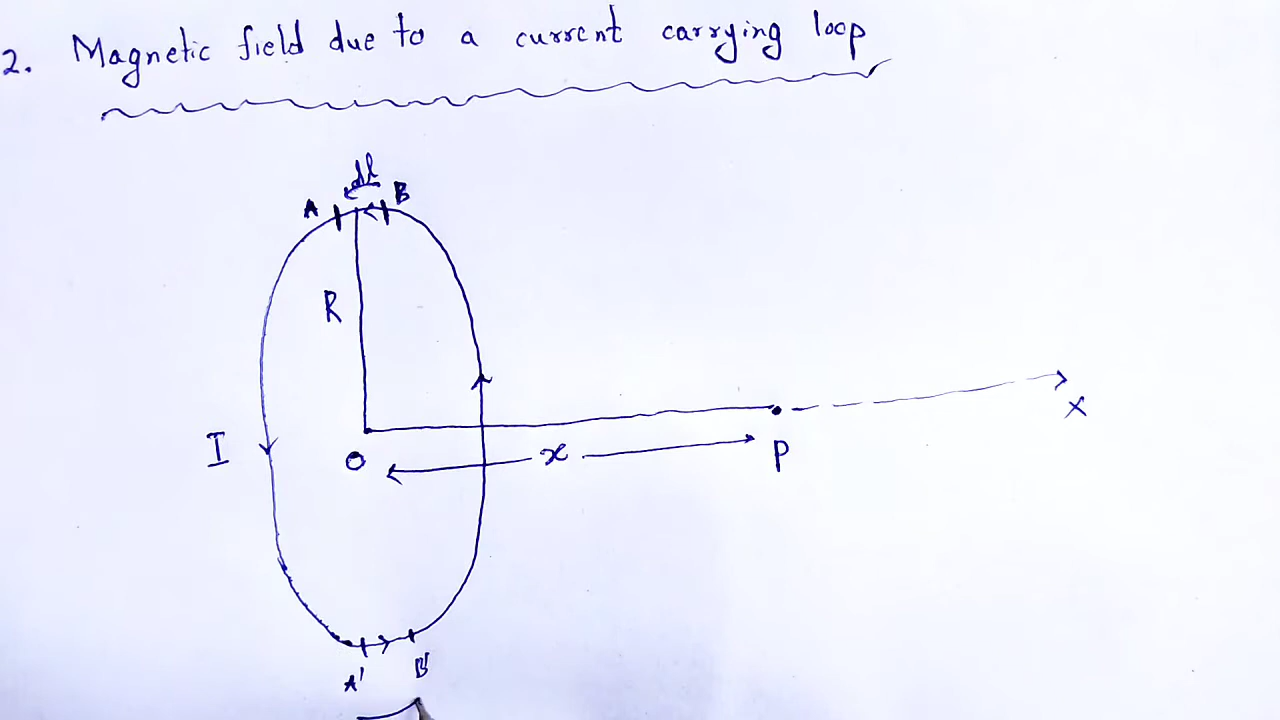 2. Magnetic field due to a current carrying loop
dl
A B
R
I
O x P X
A' B'